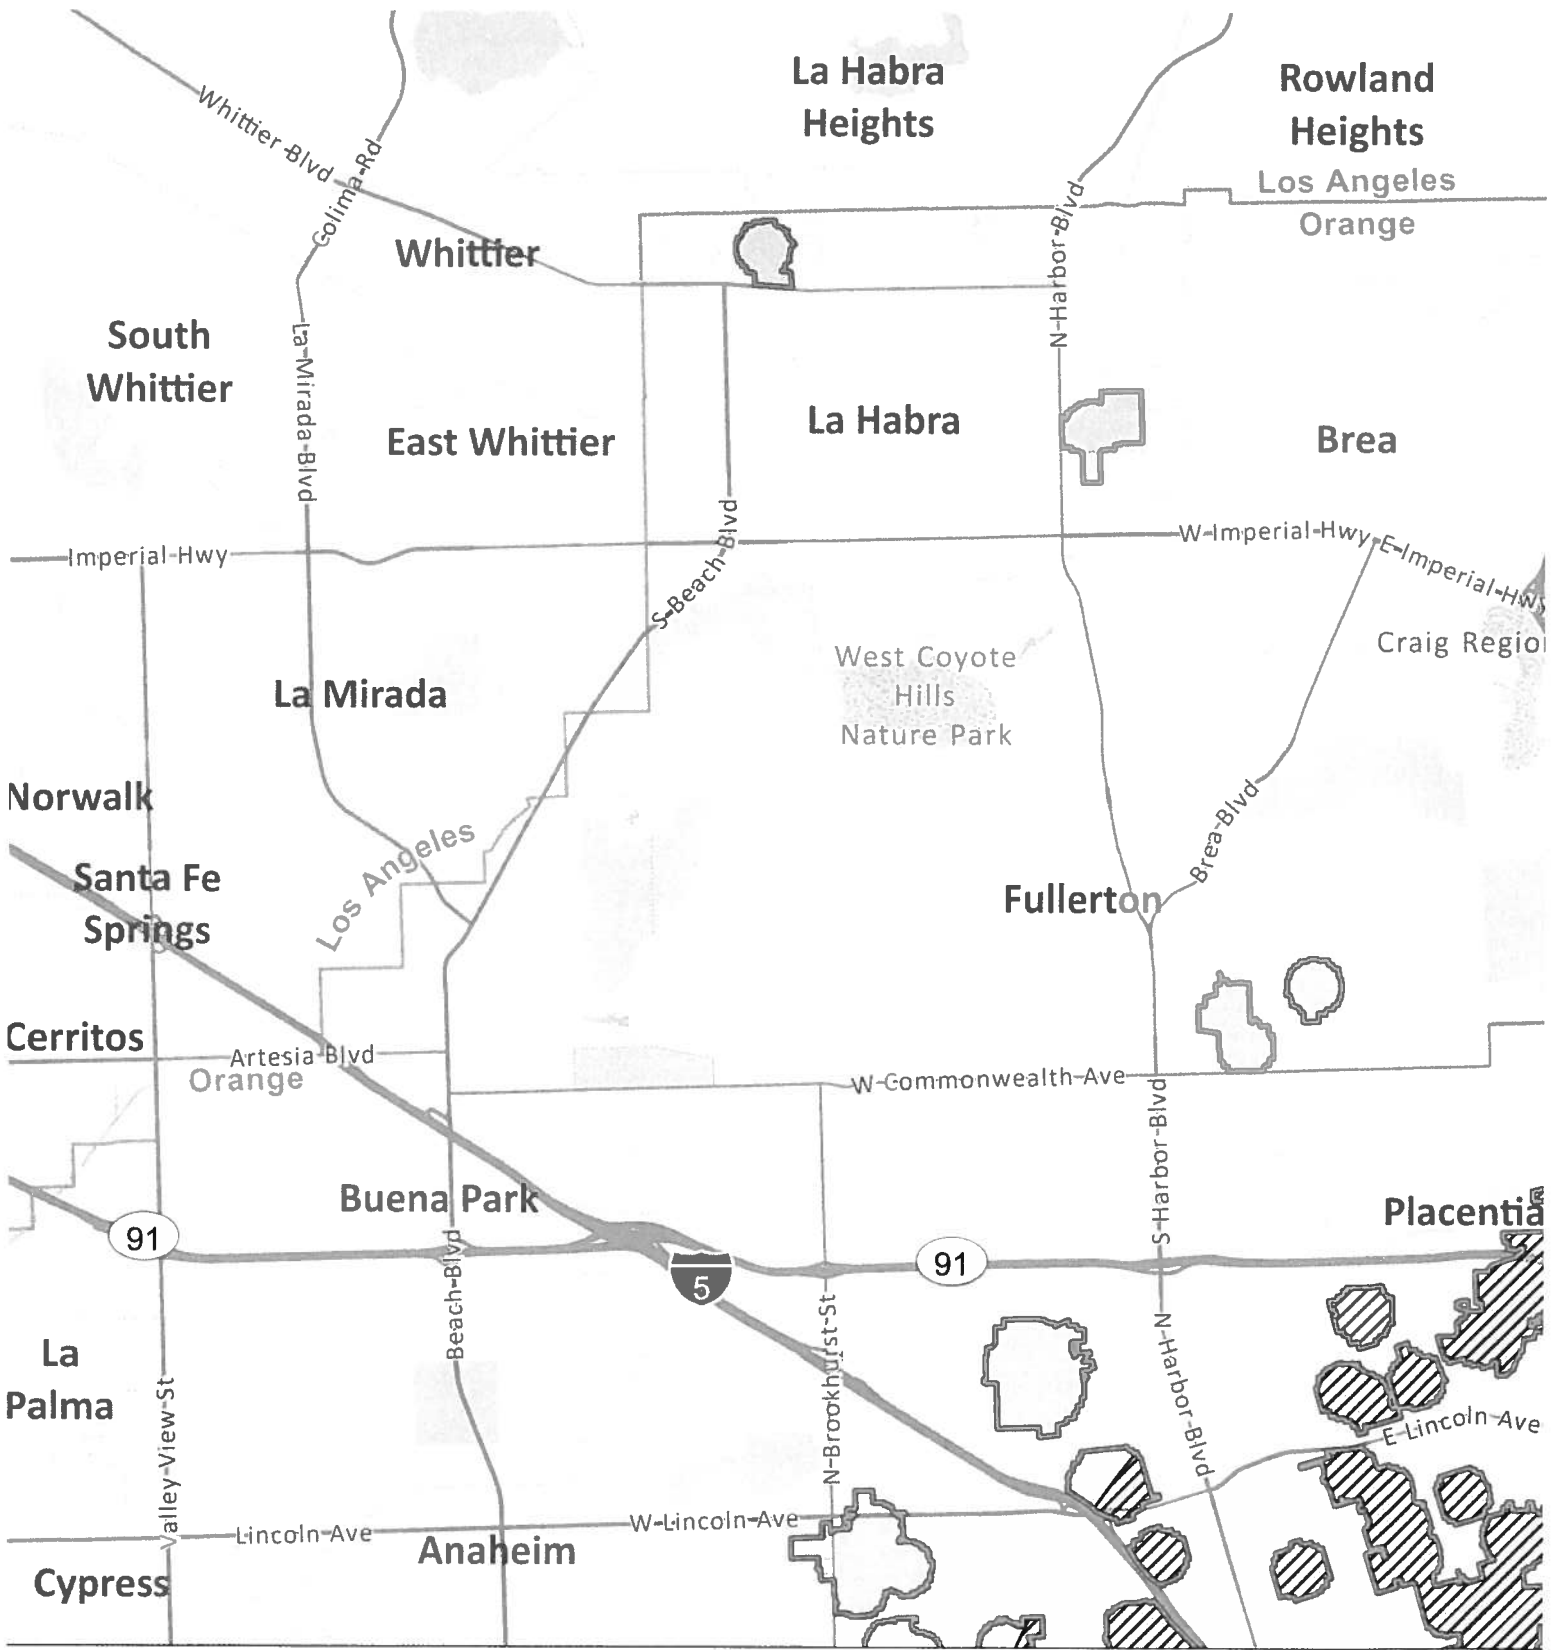 La Habra
Heights
Rowland
Heights
Los Angeles
Orange
Whittier-Blvd
Colima-Rd
Whittier
N-Harbor-Blvd
South
Whittier
La-Mirada-Blvd
East Whittier
La Habra
Brea
Imperial-Hwy
S-Beach-Blvd
W-Imperial-Hwy
E-Imperial-Hwy
Craig Regio
West Coyote
Hills
Nature Park
La Mirada
Norwalk
Santa Fe
Springs
Los Angeles
Brea-Blvd
Fullerton
Cerritos
Artesia Blvd
Orange
W-Commonwealth-Ave
S-Harbor-Blvd
Buena Park
Placentia
91
91
5
Beach-Blvd
La
Palma
Valley-View-St
N-Brookhurst-St
N-Harbor-Blvd
E-Lincoln-Ave
Lincoln-Ave
W-Lincoln-Ave
Anaheim
Cypress